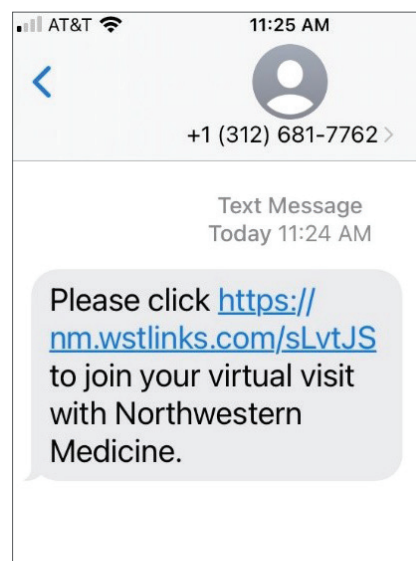 AT&T 11:25 AM
+1 (312) 681-7762
Text Message
Today 11:24 AM
Please click https://
nm.wstlinks.com/sLvtJS
to join your virtual visit
with Northwestern
Medicine.